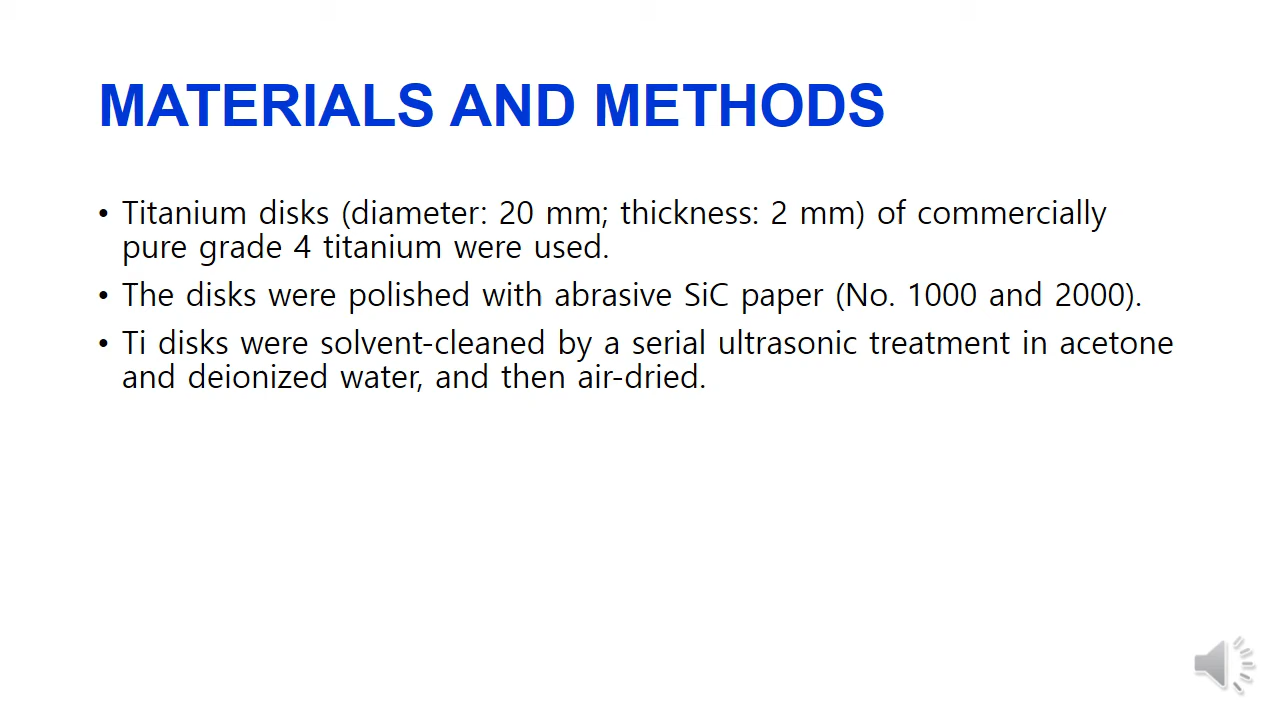 MATERIALS AND METHODS
• Titanium disks (diameter: 20 mm; thickness: 2 mm) of commercially
pure grade 4 titanium were used.
• The disks were polished with abrasive SiC paper (No. 1000 and 2000).
• Ti disks were solvent-cleaned by a serial ultrasonic treatment in acetone
and deionized water, and then air-dried.